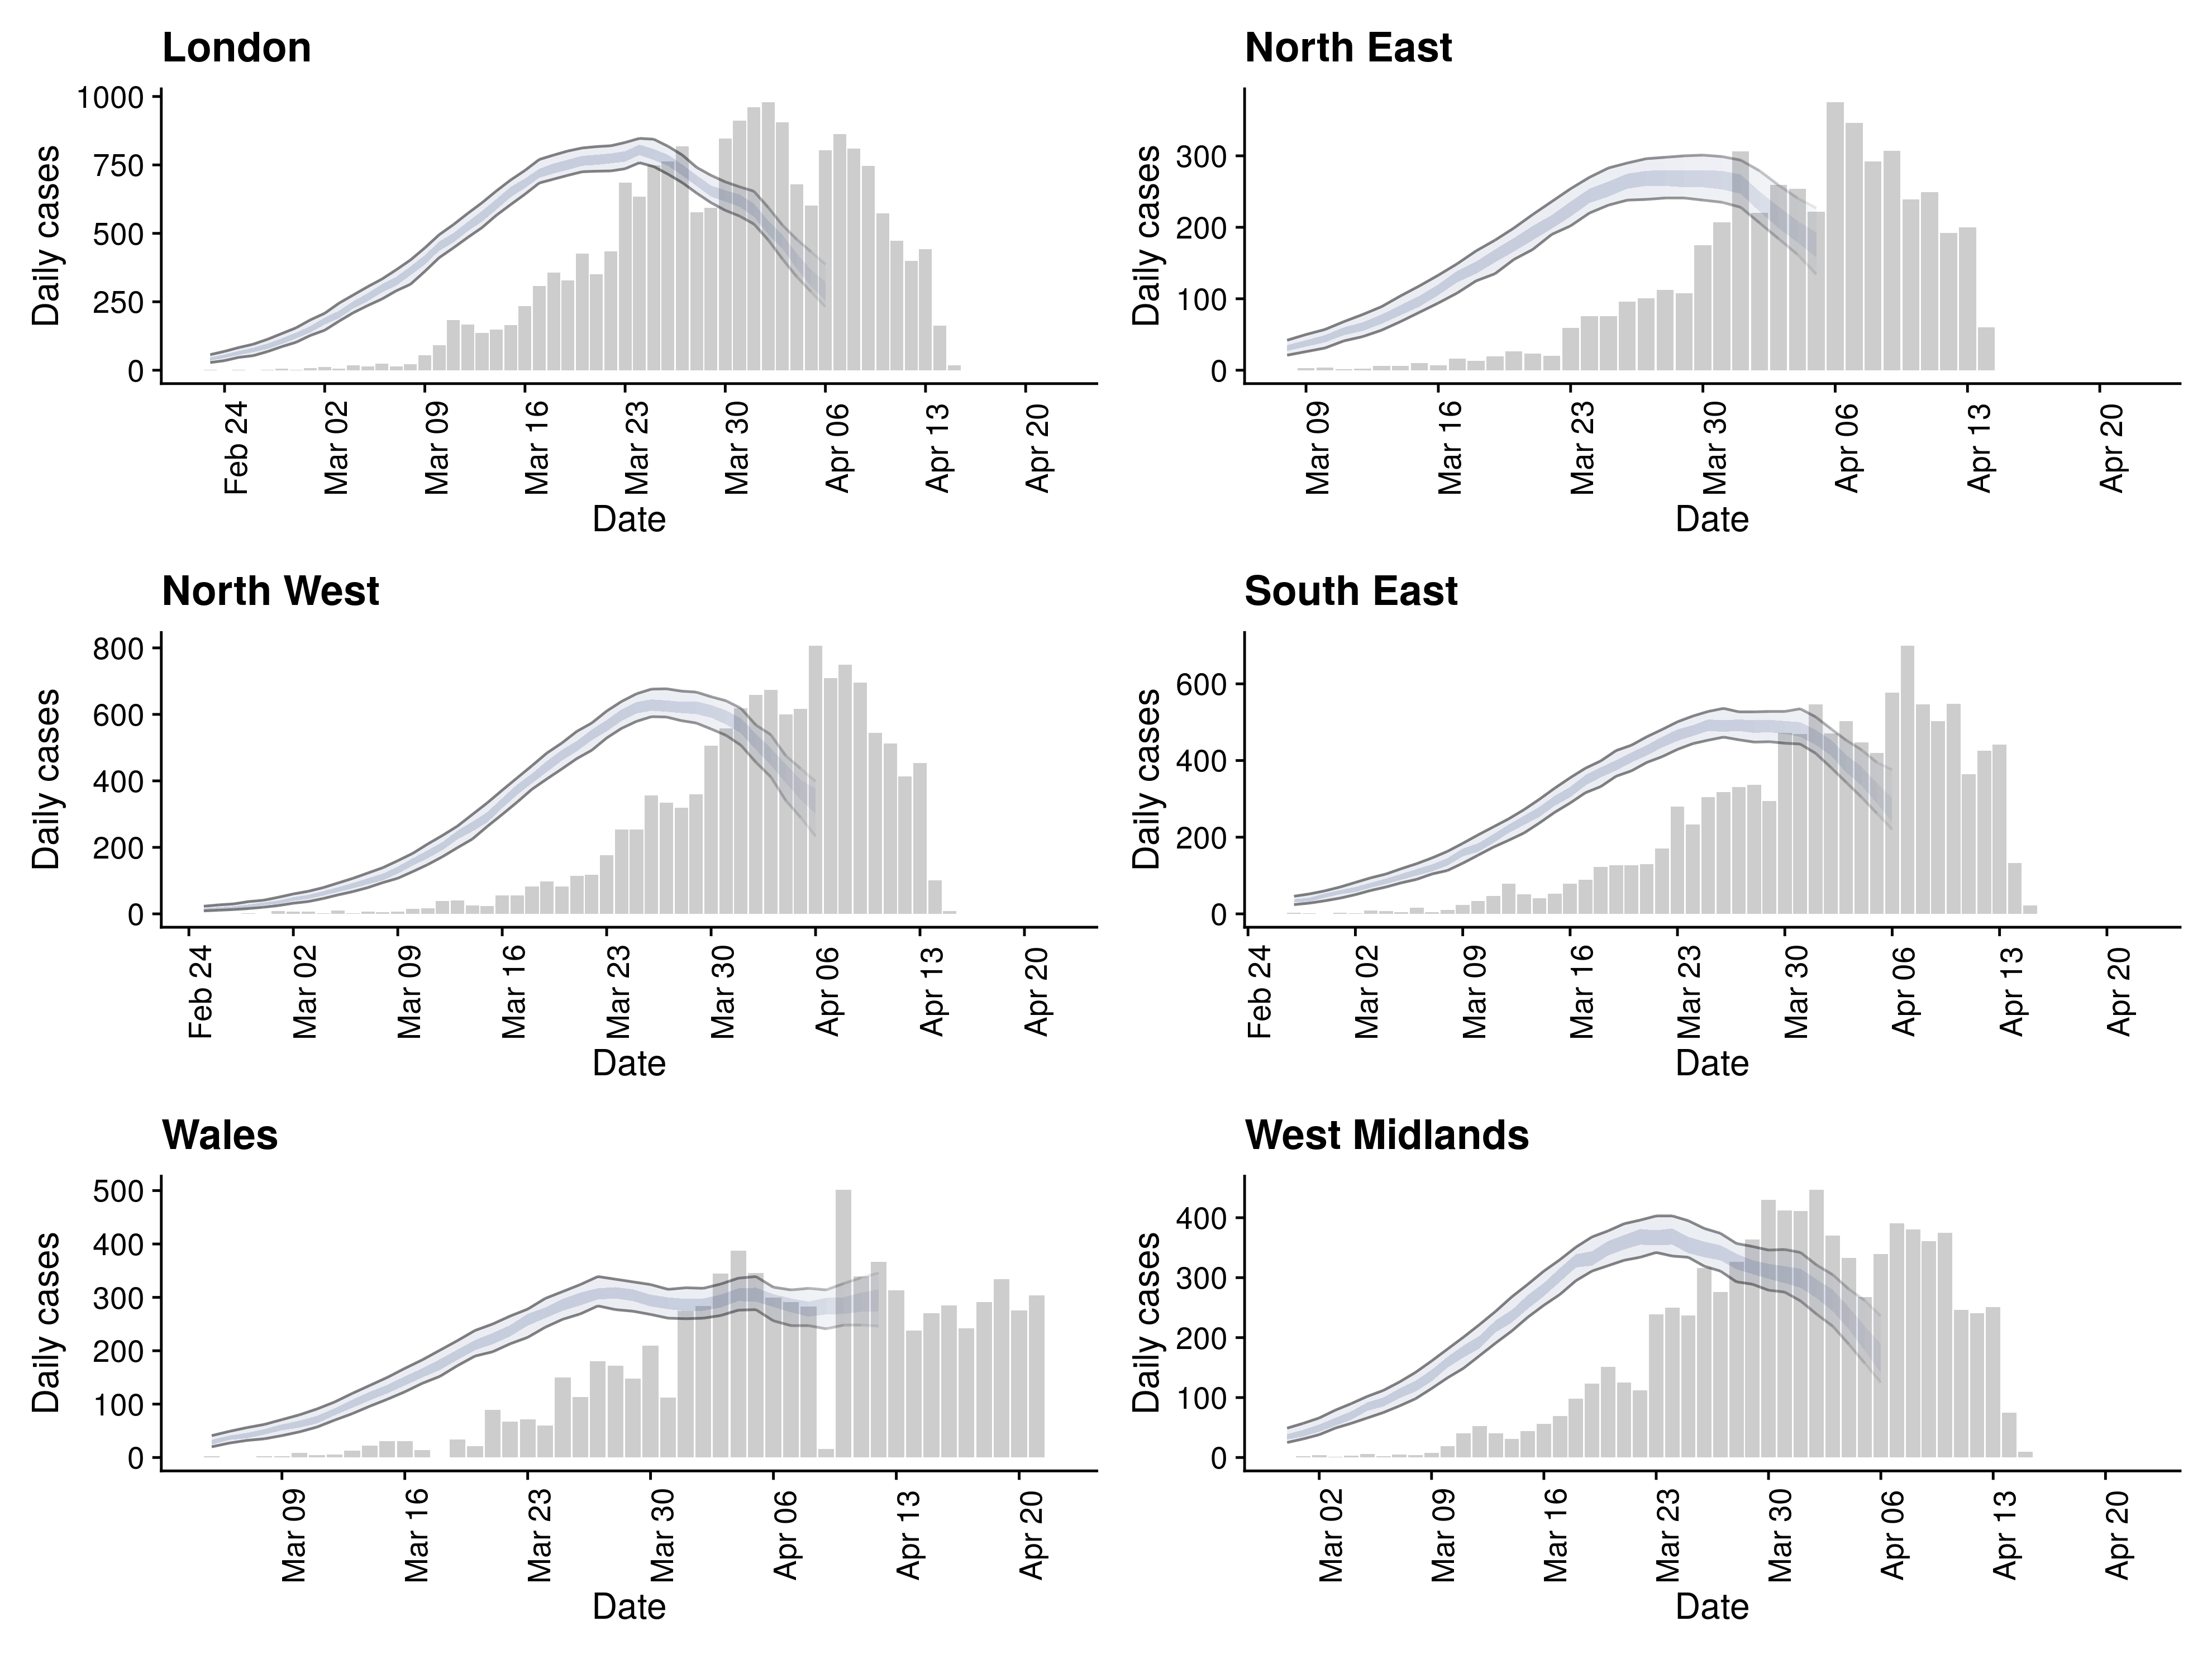 London
Daily cases
1000
750
500
250
0
Feb 24
Mar 02
Mar 09
Mar 16
Mar 23
Mar 30
Apr 06
Apr 13
Apr 20
Date
North East
Daily cases
300
200
100
0
Mar 09
Mar 16
Mar 23
Mar 30
Apr 06
Apr 13
Apr 20
Date
North West
Daily cases
800
600
400
200
0
Feb 24
Mar 02
Mar 09
Mar 16
Mar 23
Mar 30
Apr 06
Apr 13
Apr 20
Date
South East
Daily cases
600
400
200
0
Feb 24
Mar 02
Mar 09
Mar 16
Mar 23
Mar 30
Apr 06
Apr 13
Apr 20
Date
Wales
Daily cases
500
400
300
200
100
0
Mar 09
Mar 16
Mar 23
Mar 30
Apr 06
Apr 13
Apr 20
Date
West Midlands
Daily cases
400
300
200
100
0
Mar 02
Mar 09
Mar 16
Mar 23
Mar 30
Apr 06
Apr 13
Apr 20
Date